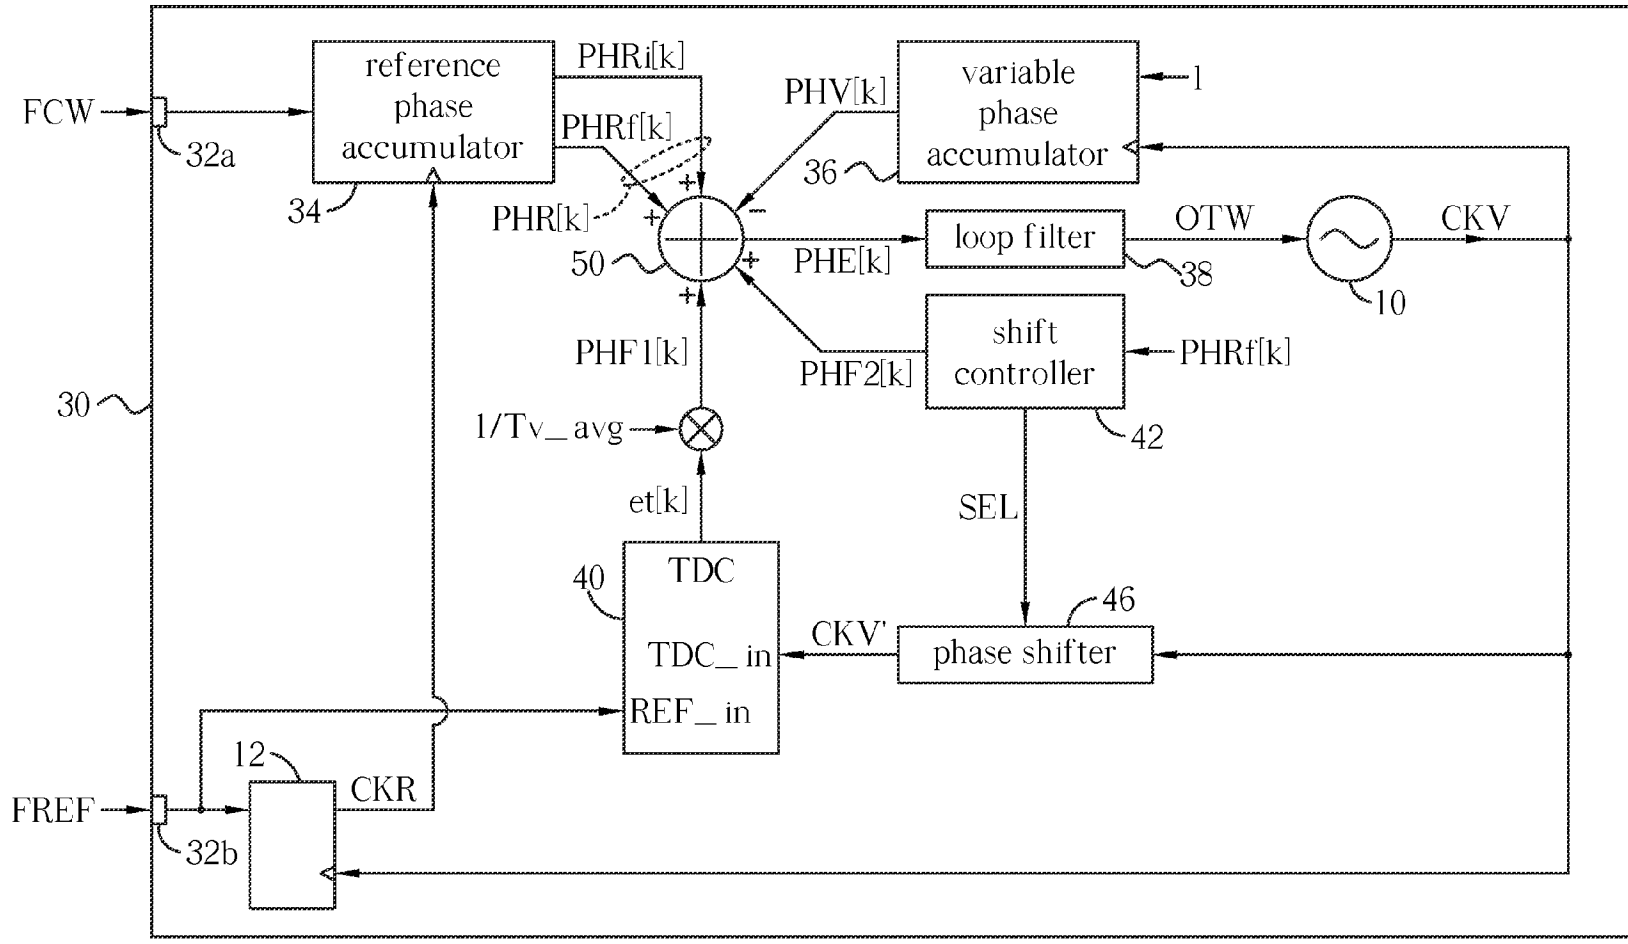 FCW
32a
reference
phase
accumulator
34
PHRi[k]
PHRf[k]
PHR[k]
+
+
-
+
+
50
PHV[k]
variable
phase
accumulator
1
36
PHE[k]
loop filter
38
OTW
10
CKV
PHF1[k]
PHF2[k]
shift
controller
PHRf[k]
42
30
1/Tv_avg
et[k]
SEL
40
TDC
TDC_in
REF_in
CKV'
46
phase shifter
12
CKR
FREF
32b